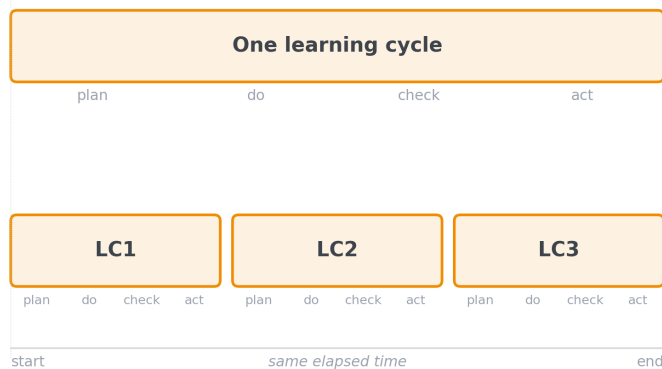 One learning cycle
plan do check act
LC1 LC2 LC3
plan do check act plan do check act plan do check act
start same elapsed time end